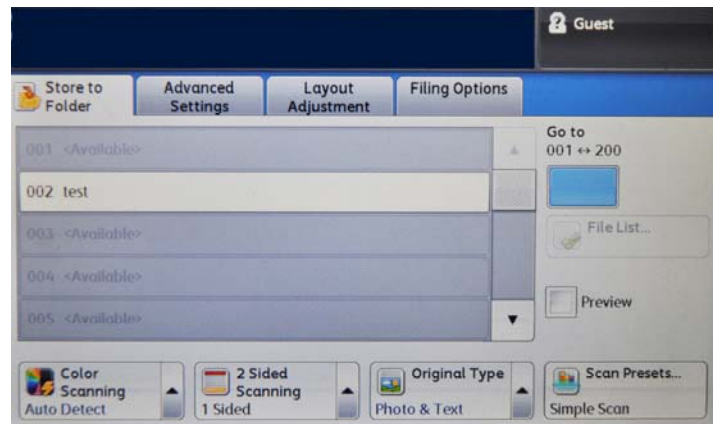 Guest
Store to
Folder
Advanced
Settings
Layout
Adjustment
Filing Options
001 <Available>
Go to
001 ↔ 200
002 test
003 <Available>
File List...
004 <Available>
Preview
005 <Available>
Color
Scanning
Auto Detect
2 Sided
Scanning
1 Sided
Original Type
Photo & Text
Scan Presets...
Simple Scan